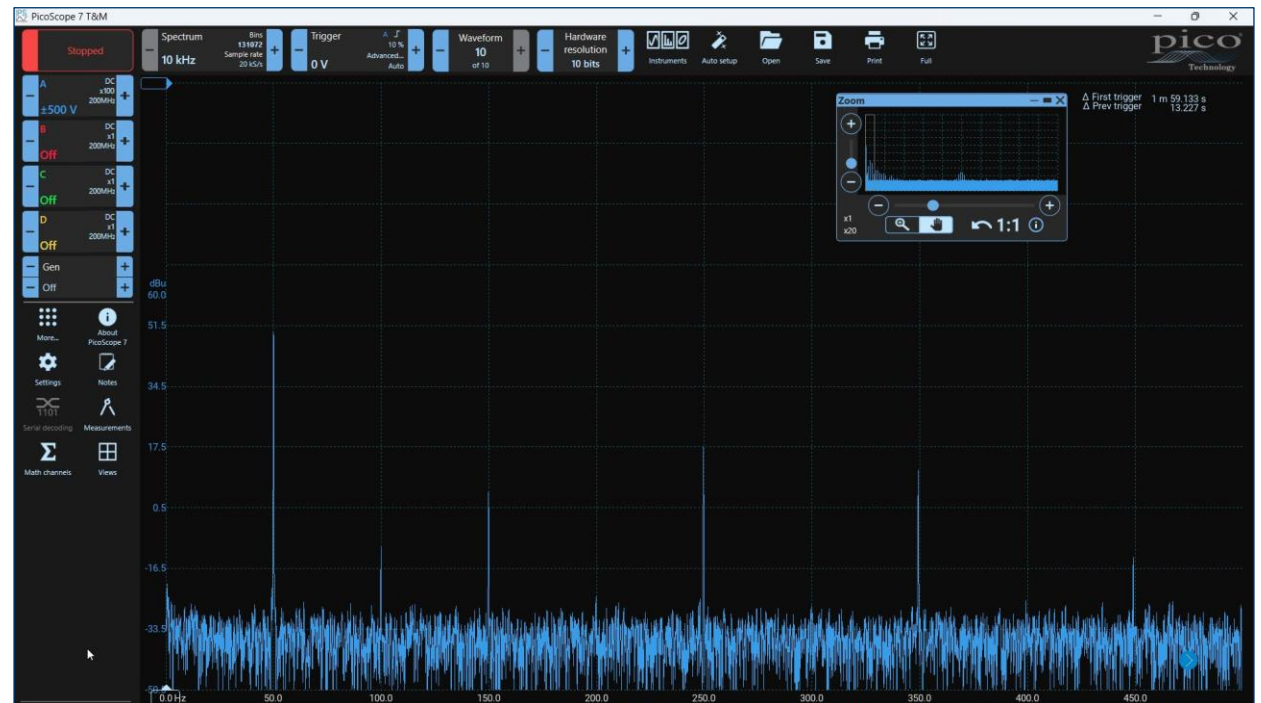 PicoScope 7 T&M
Stopped
Spectrum
10 kHz
Bins
131072
Sample rate
20 kS/s
Trigger
0 V
A
10 %
Advanced...
Auto
Waveform
10
of 10
Hardware
resolution
10 bits
Instruments
Auto setup
Open
Save
Print
Full
pico
Technology
A
±500 V
DC
x100
200MHz
B
Off
DC
x1
200MHz
C
Off
DC
x1
200MHz
D
Off
DC
x1
200MHz
Gen
Off
More...
About
PicoScope 7
Settings
Notes
1101
Serial decoding
Measurements
Math channels
Views
Zoom
x1
x20
1:1
Δ First trigger 1 m 59.133 s
Δ Prev trigger 13.227 s
dBu
60.0
51.5
34.5
17.5
0.5
-16.5
-33.5
0.0 Hz 50.0 100.0 150.0 200.0 250.0 300.0 350.0 400.0 450.0